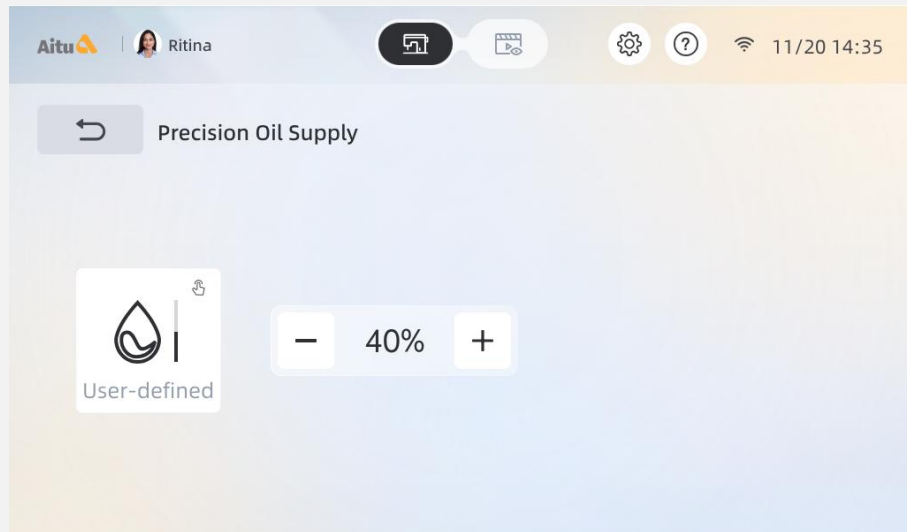 Aitu
Ritina
11/20 14:35
Precision Oil Supply
40%
User-defined